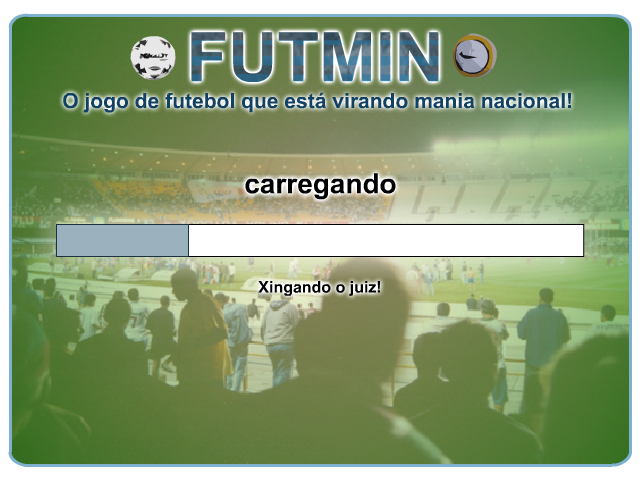 FUTMIN
O jogo de futebol que está virando mania nacional!
carregando
Xingando o juiz!